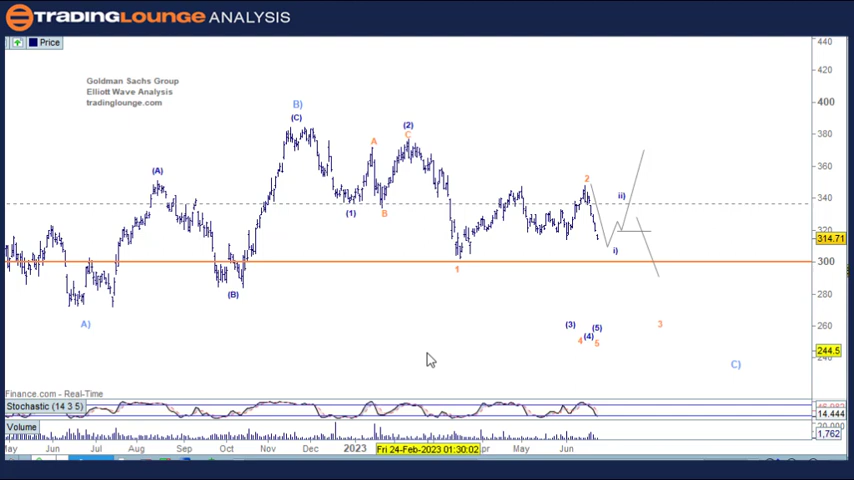 TRADINGLOUNGE ANALYSIS
Price
Goldman Sachs Group
Elliott Wave Analysis
tradinglounge.com
440
420
400
380
360
340
320
314.71
300
280
260
244.5
B)
(C)
(A)
(2)
C
A
(1)
B
2
ii)
i)
(B)
1
A)
(3)
(5)
4
(4)
5
3
C)
Finance.com - Real-Time
Stochastic (14 3 5)
14.444
Volume
1,762
May Jun Jul Aug Sep Oct Nov Dec 2023 Fri 24-Feb-2023 01:30:02 Apr May Jun